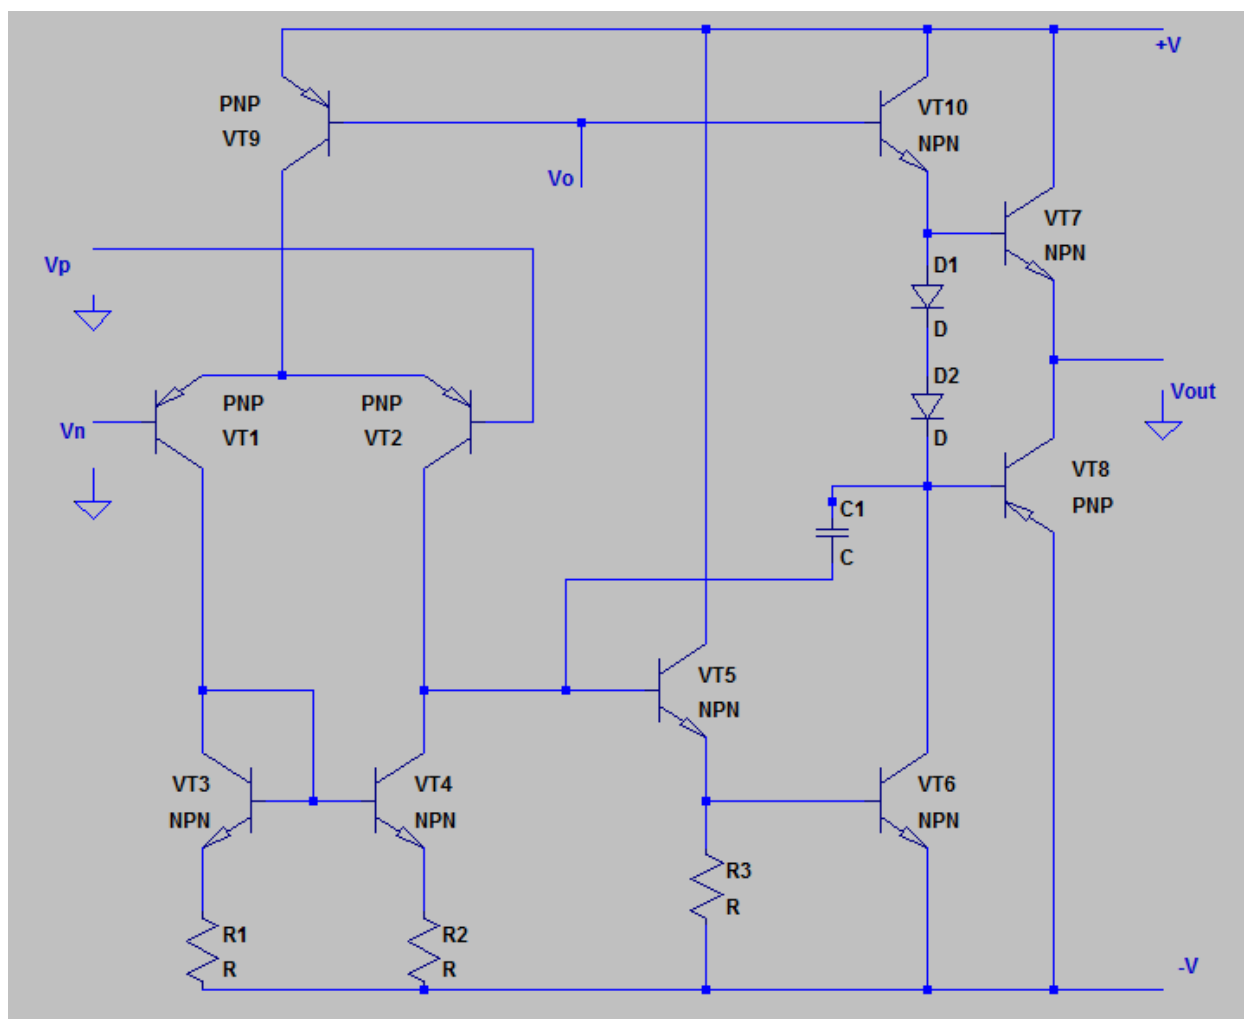 +V
PNP
VT9
VT10
NPN
Vo
VT7
NPN
Vp
D1
D
D2
D
Vout
PNP
VT1
PNP
VT2
Vn
VT8
PNP
C1
C
VT5
NPN
VT3
NPN
VT4
NPN
VT6
NPN
R3
R
R1
R
R2
R
-V